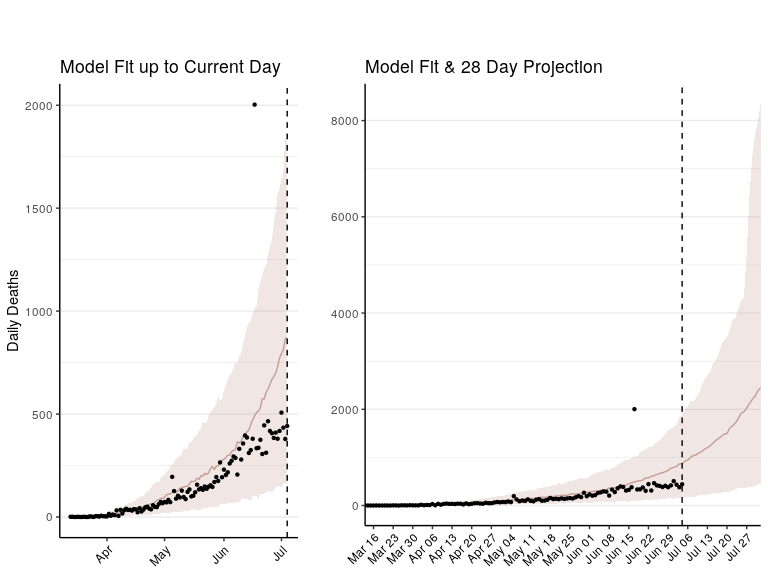 Model Fit up to Current Day
Daily Deaths
2000
1500
1000
500
0
Apr
May
Jun
Jul
Model Fit & 28 Day Projection
8000
6000
4000
2000
0
Mar 16
Mar 23
Mar 30
Apr 06
Apr 13
Apr 20
Apr 27
May 04
May 11
May 18
May 25
Jun 01
Jun 08
Jun 15
Jun 22
Jun 29
Jul 06
Jul 13
Jul 20
Jul 27